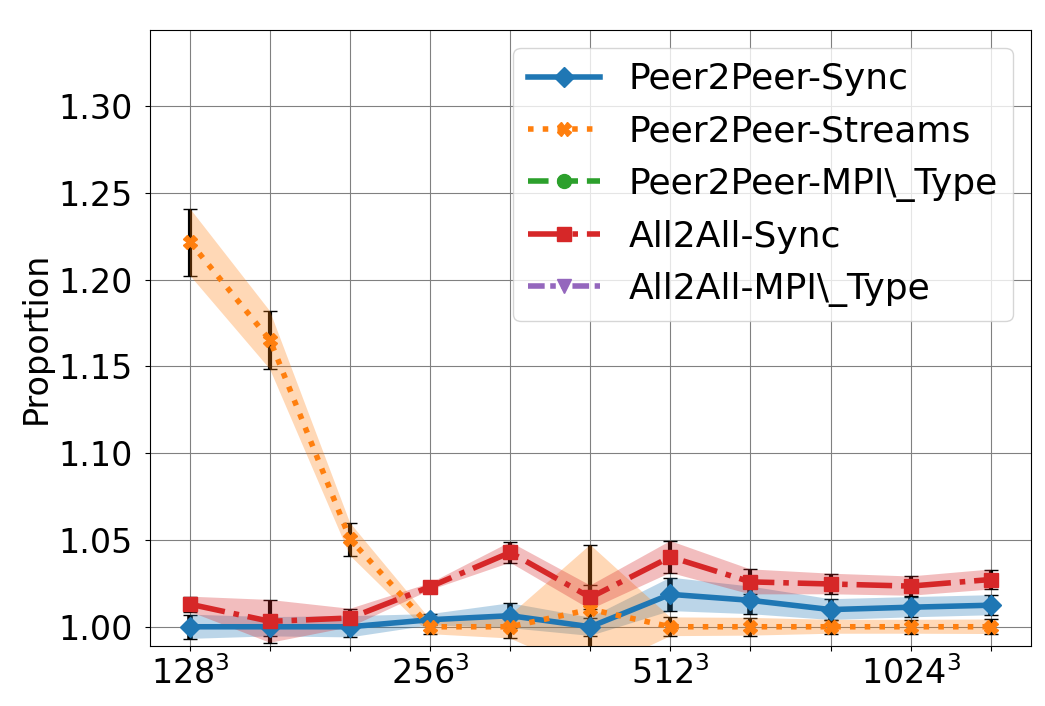 Peer2Peer-Sync
Peer2Peer-Streams
Peer2Peer-MPI\_Type
All2All-Sync
All2All-MPI\_Type
Proportion
1.30
1.25
1.20
1.15
1.10
1.05
1.00
128³
256³
512³
1024³